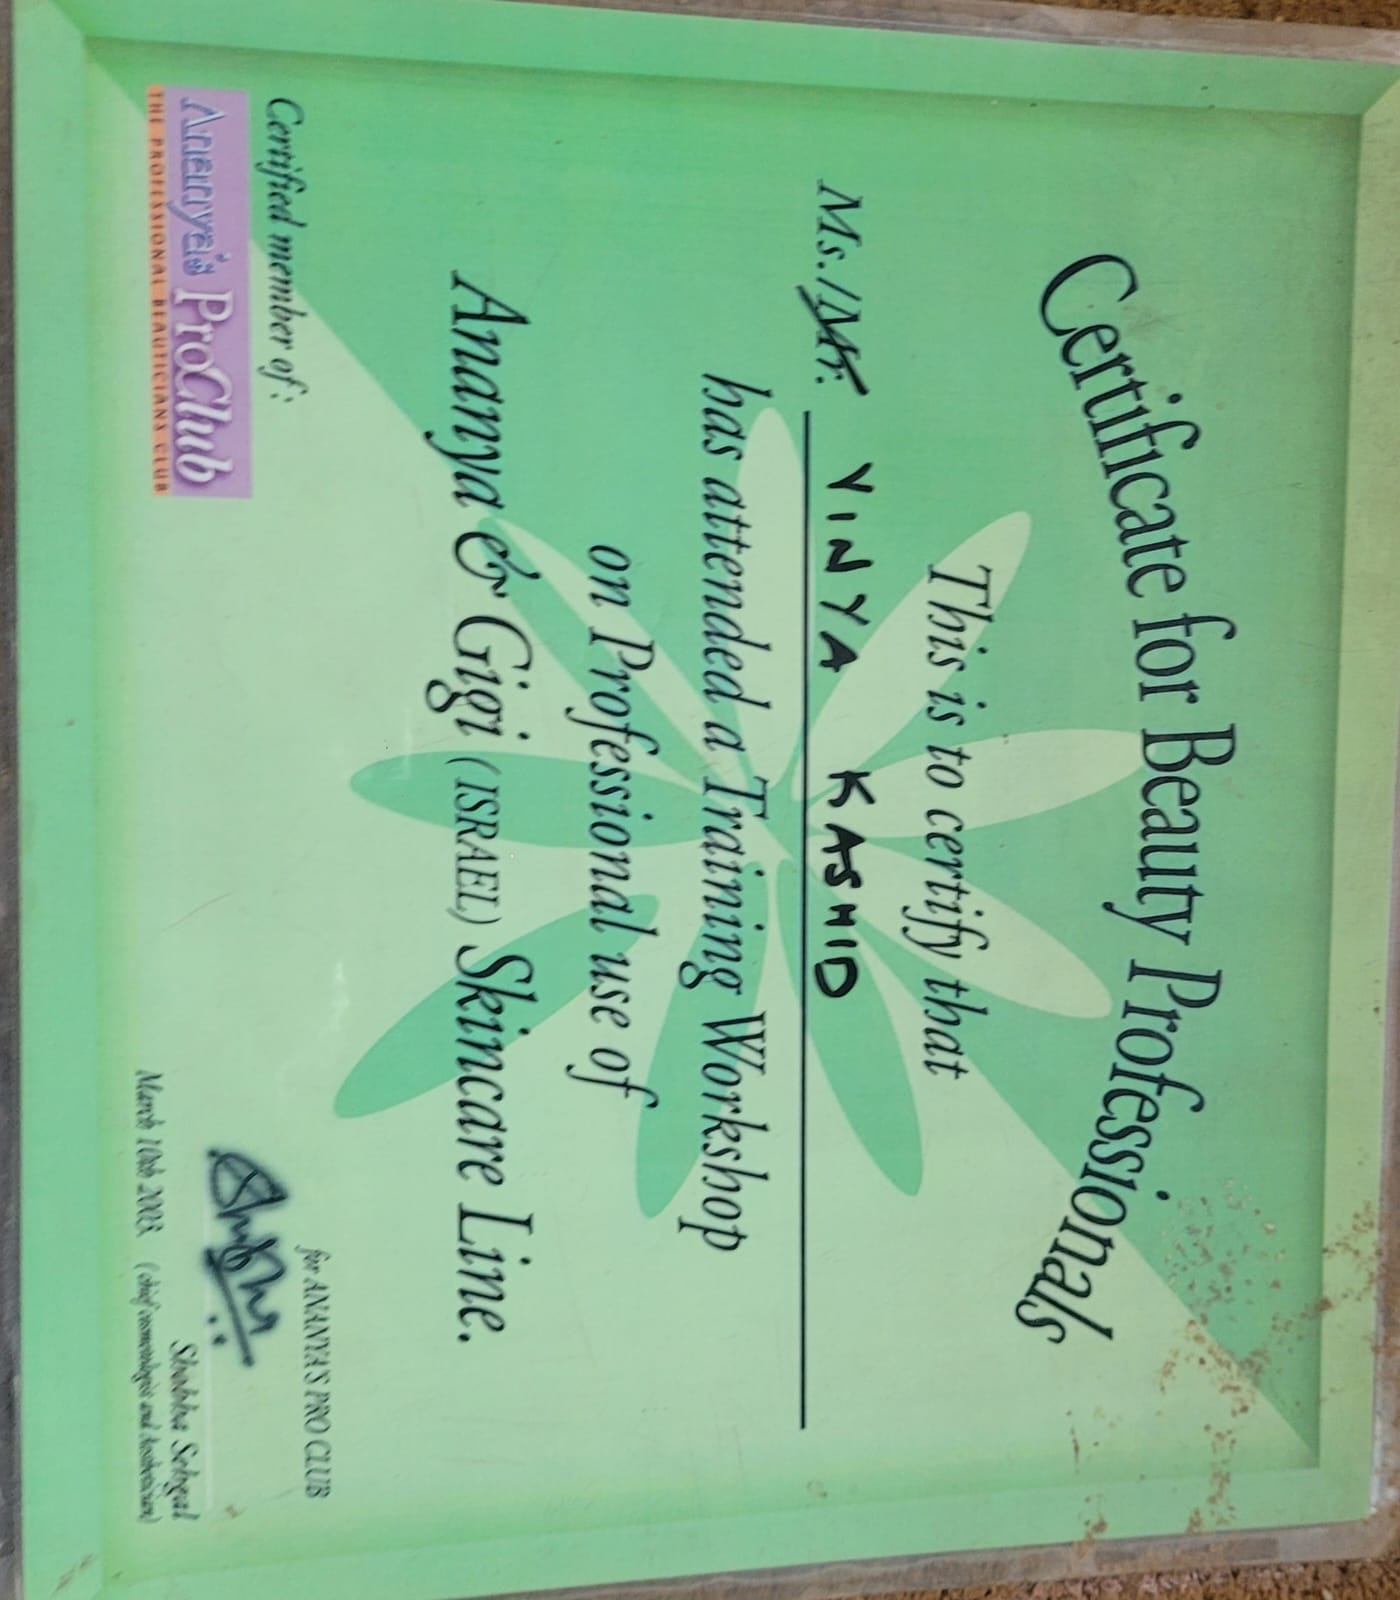 Certificate for Beauty Professionals
This is to certify that
Ms./Mr. VINYA KASHID
has attended a Training Workshop
on Professional use of
Ananya & Gigi (ISRAEL) Skincare Line.
Certified member of:
Ananya's ProClub
THE PROFESSIONAL BEAUTICIANS CLUB
for ANANYA'S PRO CLUB
Shobha Sehgal
March 10th 2003. (chief cosmetologist and Aesthetician)